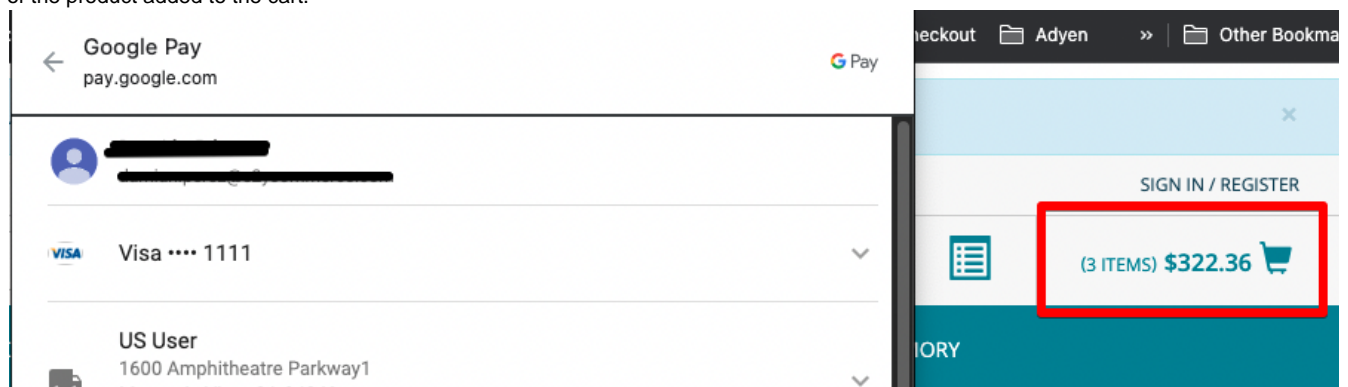 of the product added to the cart.
Google Pay
pay.google.com
G Pay
heckout Adyen » Other Bookma
SIGN IN / REGISTER
VISA Visa •••• 1111
(3 ITEMS) $322.36
US User
1600 Amphitheatre Parkway1
ORY